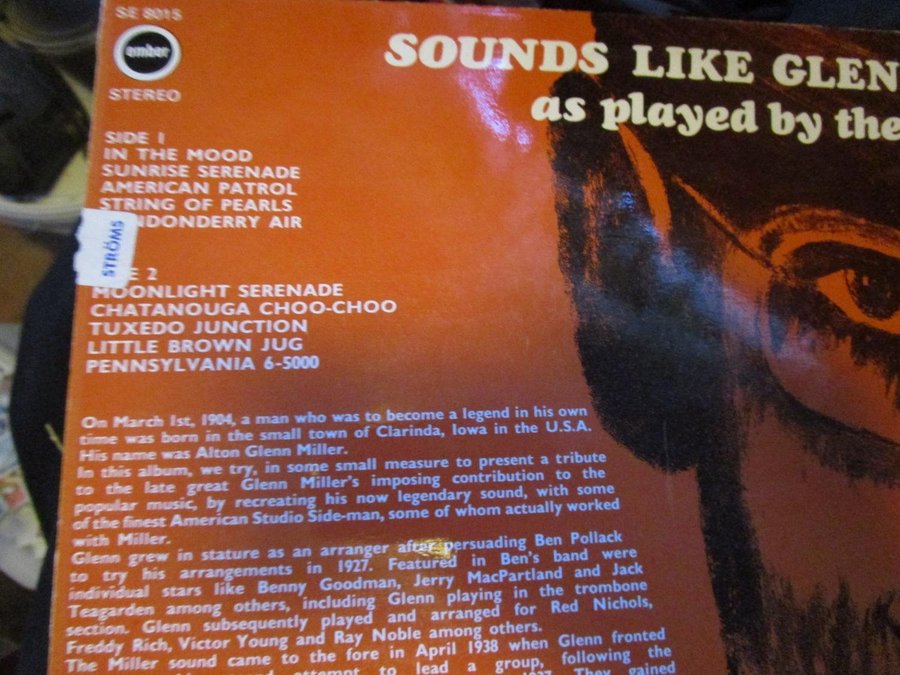 SE 8015
ember
STEREO
SOUNDS LIKE GLEN
as played by the
SIDE 1
IN THE MOOD
SUNRISE SERENADE
AMERICAN PATROL
STRING OF PEARLS
NDONDERRY AIR
STRÖMS
E 2
MOONLIGHT SERENADE
CHATANOUGA CHOO-CHOO
TUXEDO JUNCTION
LITTLE BROWN JUG
PENNSYLVANIA 6-5000
On March 1st, 1904, a man who was to become a legend in his own
time was born in the small town of Clarinda, Iowa in the U.S.A.
His name was Alton Glenn Miller.
In this album, we try, in some small measure to present a tribute
to the late great Glenn Miller's imposing contribution to the
popular music, by recreating his now legendary sound, with some
of the finest American Studio Side-man, some of whom actually worked
with Miller.
Glenn grew in stature as an arranger after persuading Ben Pollack
to try his arrangements in 1927. Featured in Ben's band were
individual stars like Benny Goodman, Jerry MacPartland and Jack
Teagarden among others, including Glenn playing in the trombone
section. Glenn subsequently played and arranged for Red Nichols,
Freddy Rich, Victor Young and Ray Noble among others.
The Miller sound came to the fore in April 1938 when Glenn fronted
attempt to lead a group, following the
1937. They gained